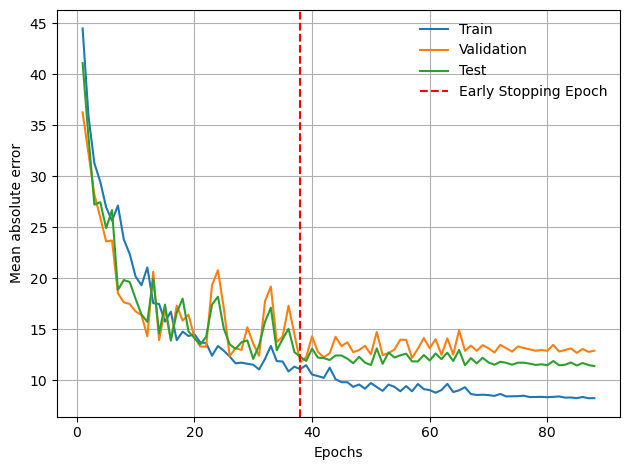 45
40
35
30
25
20
15
10
Mean absolute error
Train
Validation
Test
Early Stopping Epoch
0
20
40
60
80
Epochs